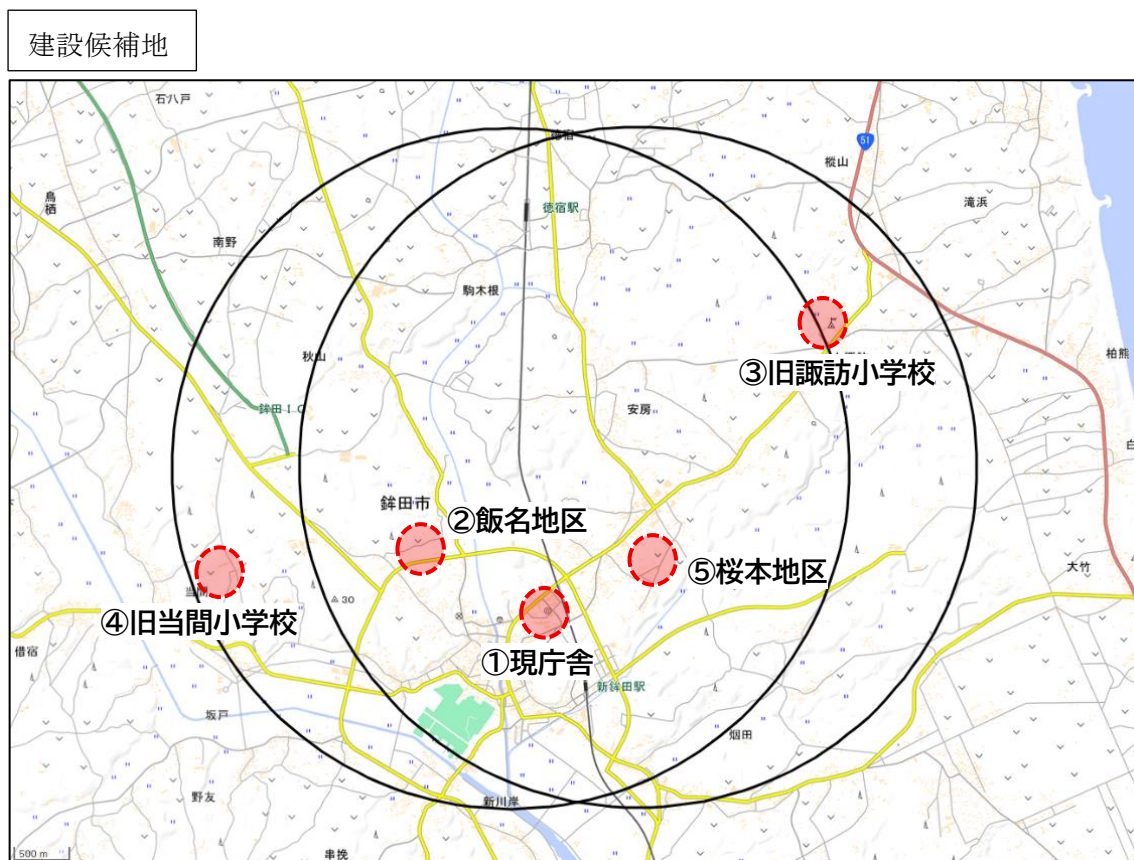 建設候補地
石八戸
徳宿
51
樅山
鳥栖
徳宿駅
滝浜
南野
駒木根
秋山
柏熊
③旧諏訪小学校
鉾田ＩＣ
安房
白
鉾田市
②飯名地区
大竹
⑤桜本地区
当間
30
④旧当間小学校
①現庁舎
借宿
新鉾田駅
坂戸
烟田
野友
新川岸
500 m
串挽